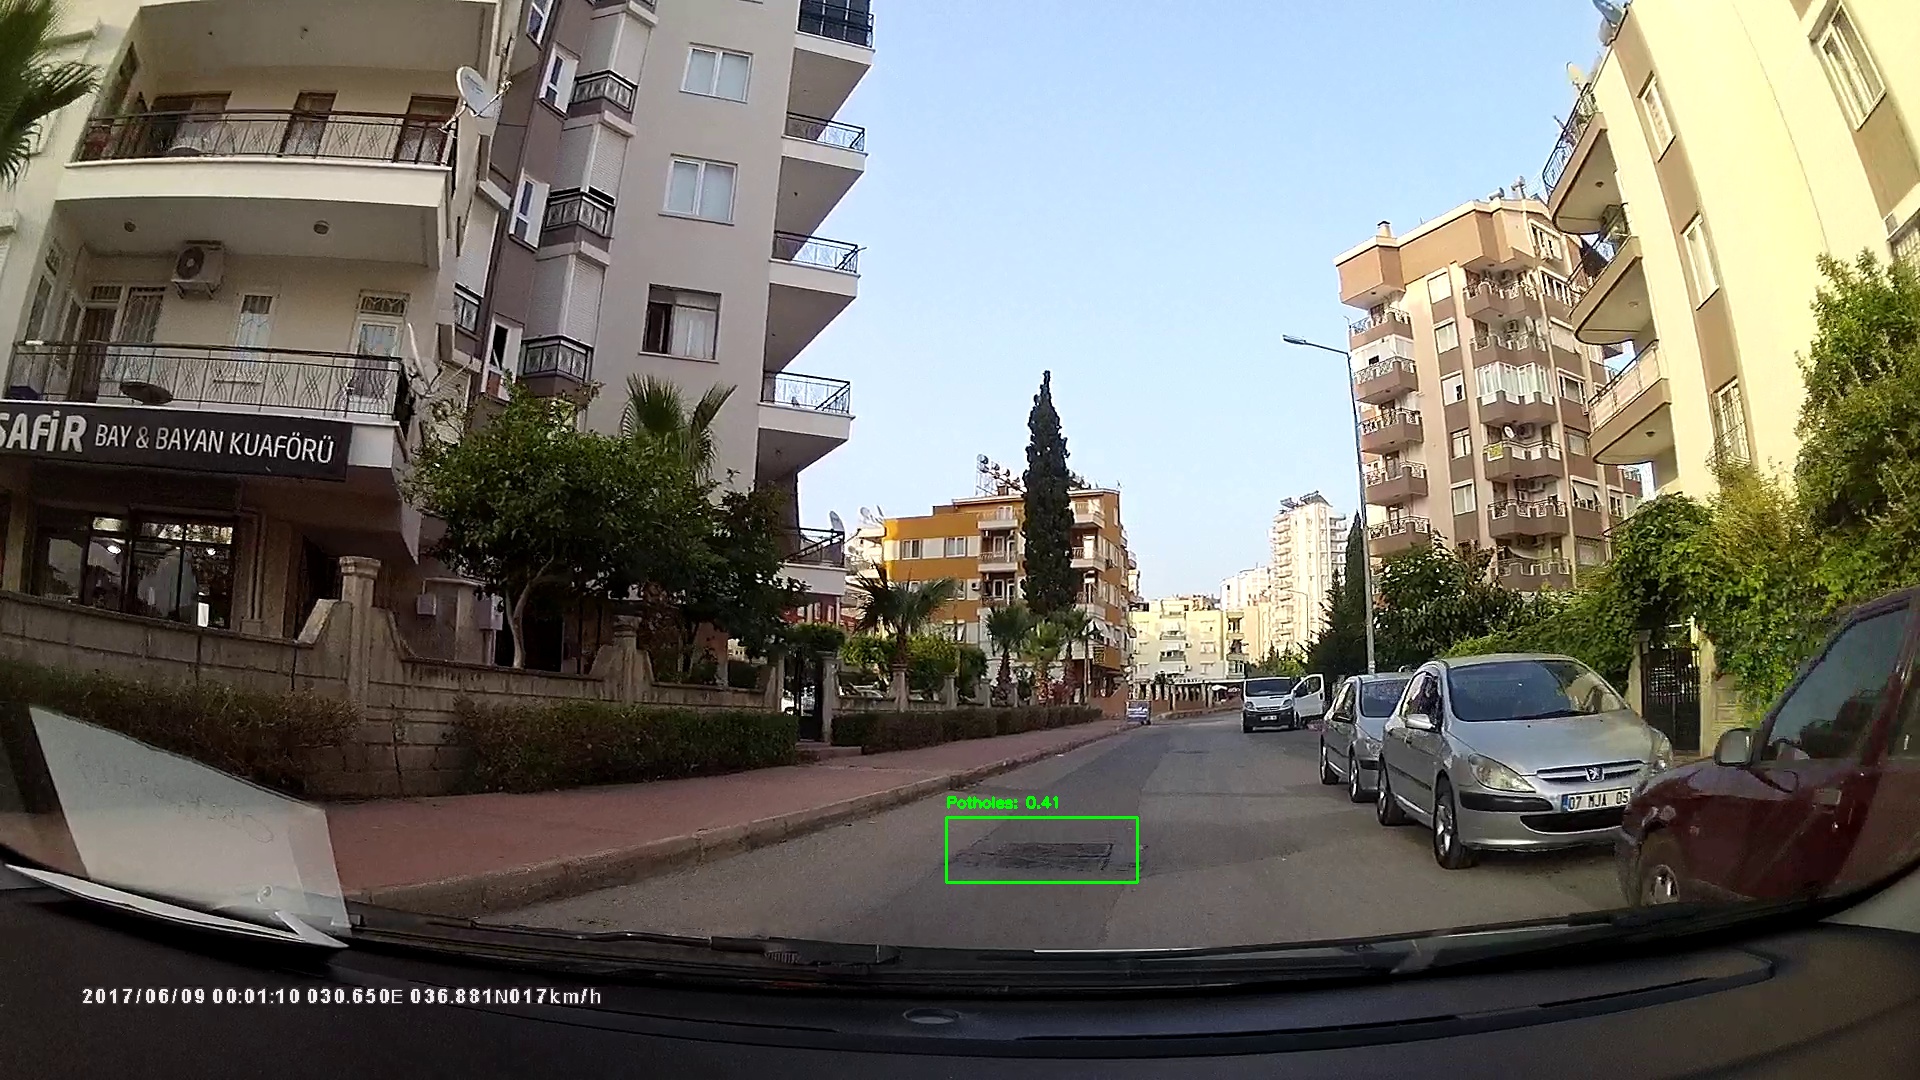 SAFİR BAY & BAYAN KUAFÖRÜ
Potholes: 0.41
07 MJA 05
2017/06/09 00:01:10 030.650E 036.881N017km/h